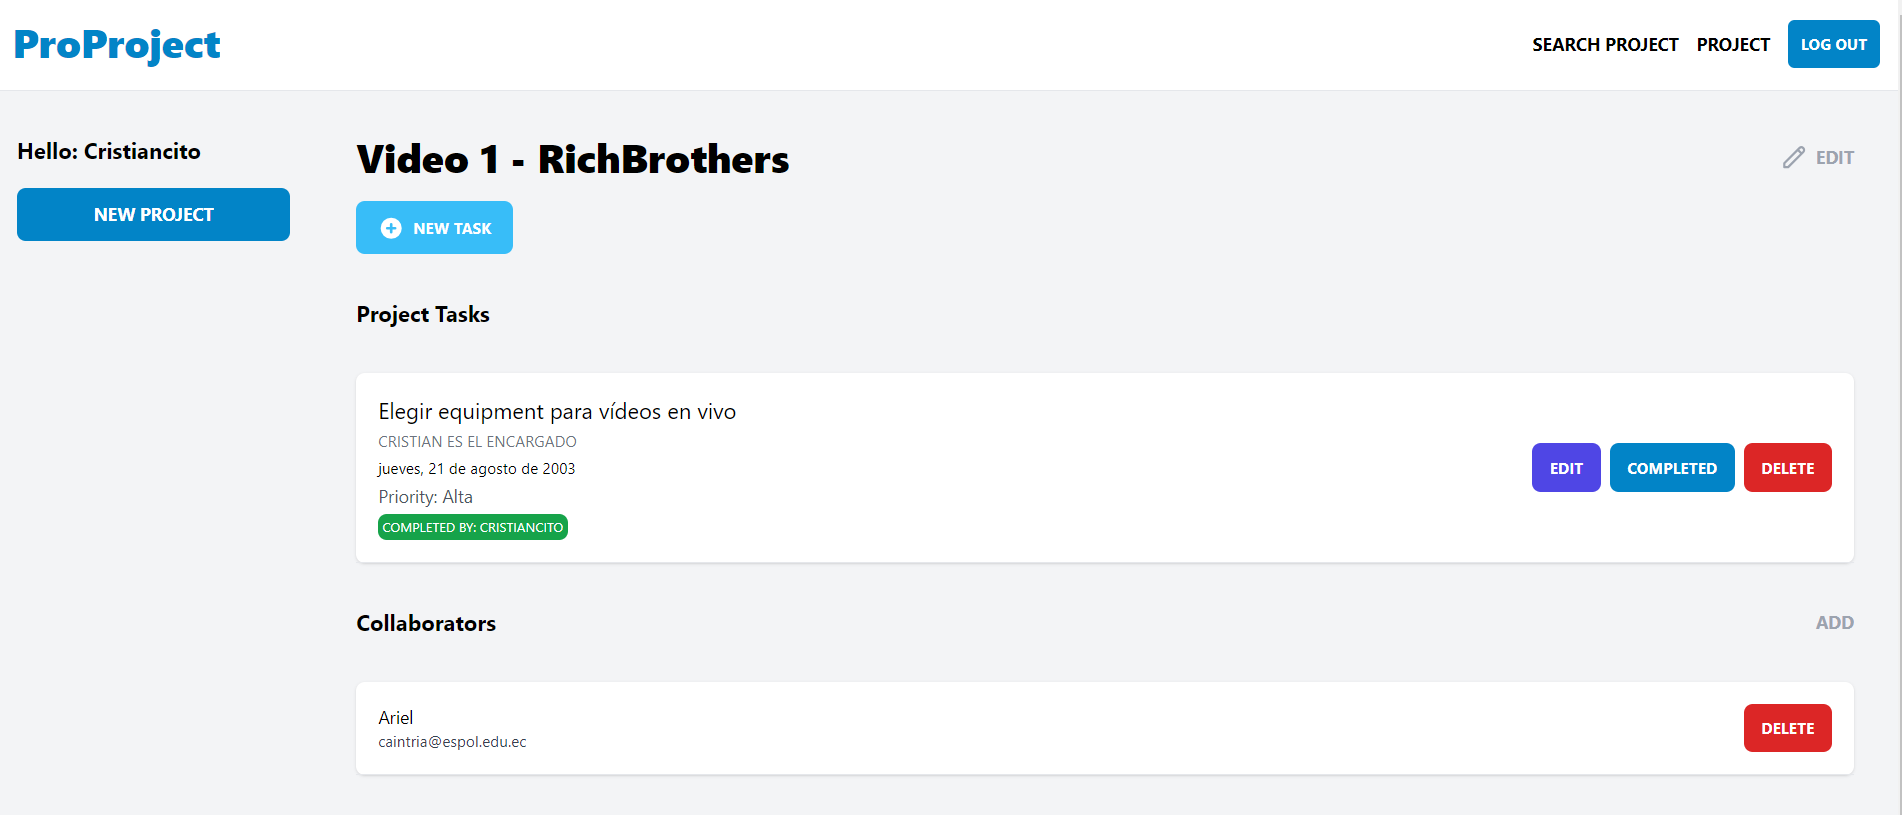 ProProject
SEARCH PROJECT PROJECT LOG OUT
Hello: Cristiancito
NEW PROJECT
Video 1 - RichBrothers
EDIT
NEW TASK
Project Tasks
Elegir equipment para vídeos en vivo
CRISTIAN ES EL ENCARGADO
jueves, 21 de agosto de 2003
Priority: Alta
COMPLETED BY: CRISTIANCITO
EDIT COMPLETED DELETE
Collaborators
ADD
Ariel
caintria@espol.edu.ec
DELETE